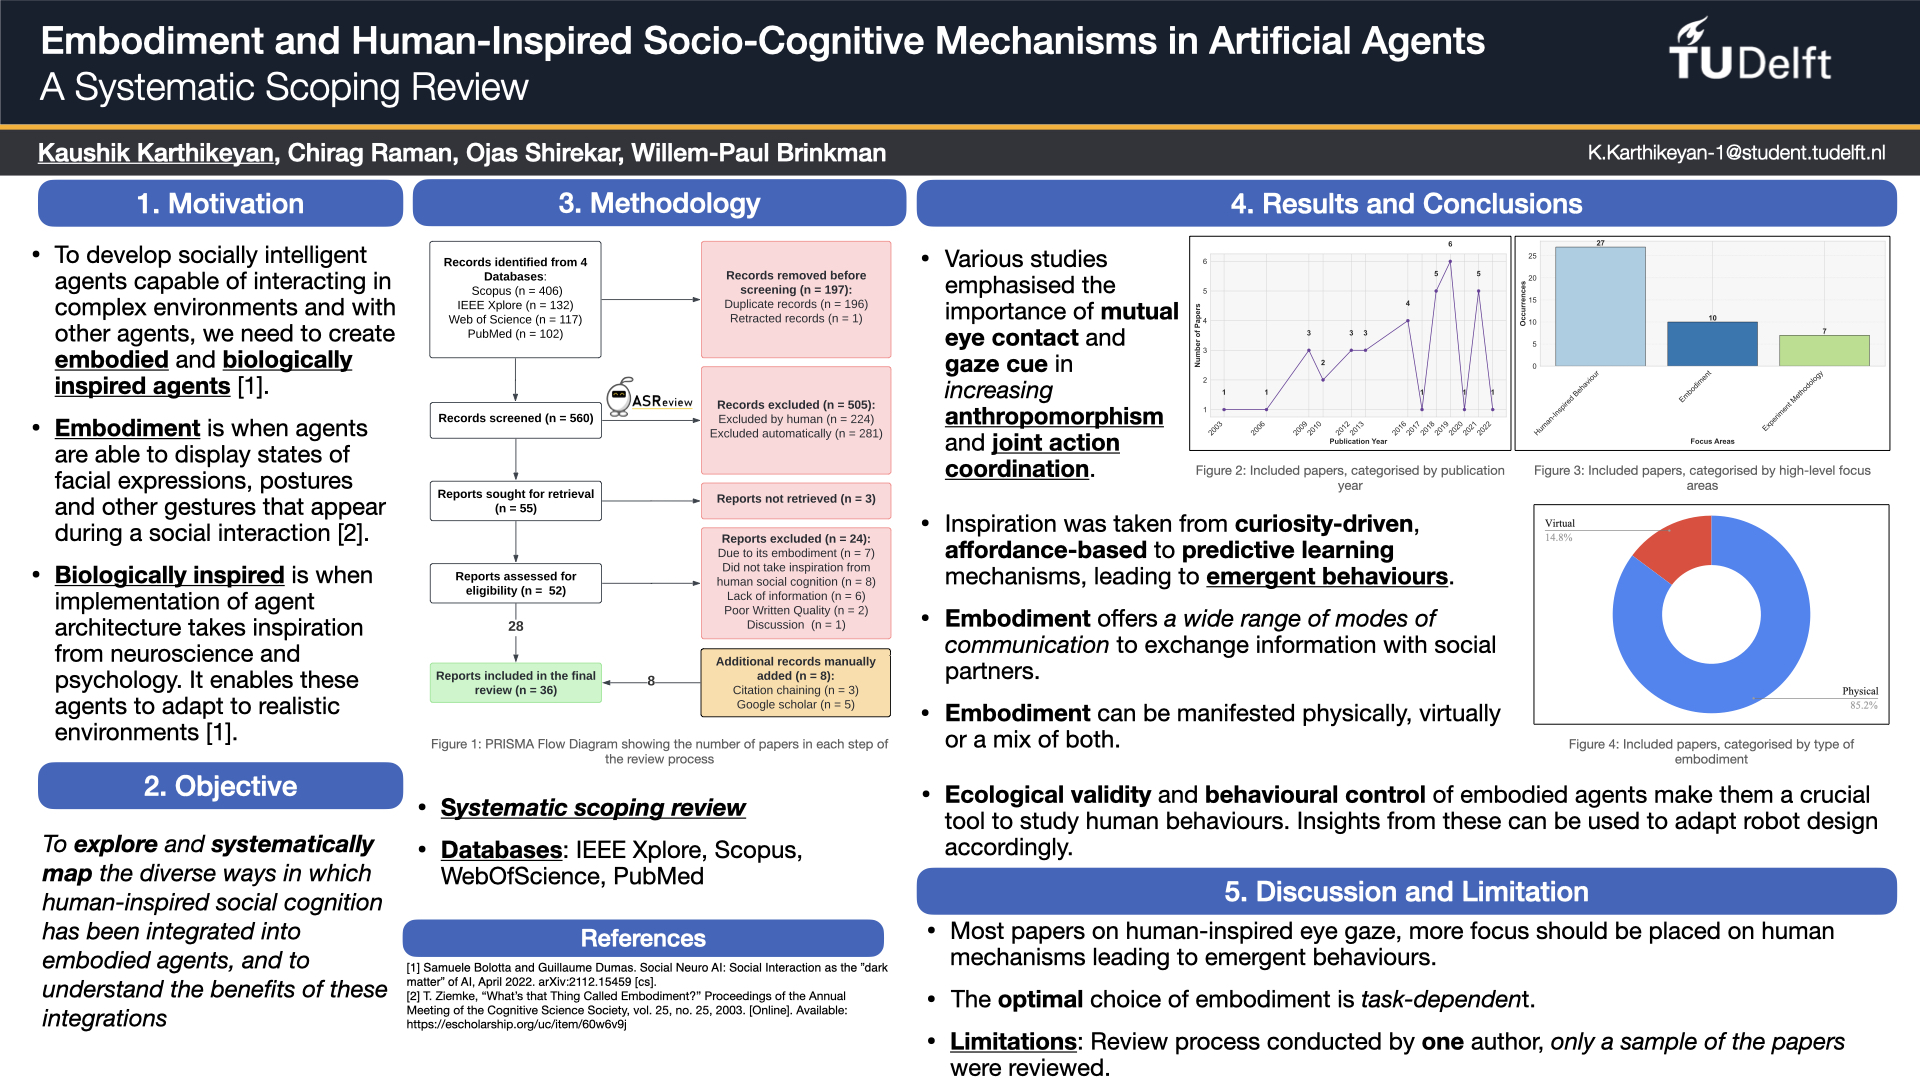 Embodiment and Human-Inspired Socio-Cognitive Mechanisms in Artificial Agents
A Systematic Scoping Review
TUDelft
Kaushik Karthikeyan, Chirag Raman, Ojas Shirekar, Willem-Paul Brinkman
K.Karthikeyan-1@student.tudelft.nl
1. Motivation
• To develop socially intelligent
agents capable of interacting in
complex environments and with
other agents, we need to create
embodied and biologically
inspired agents [1].
• Embodiment is when agents
are able to display states of
facial expressions, postures
and other gestures that appear
during a social interaction [2].
• Biologically inspired is when
implementation of agent
architecture takes inspiration
from neuroscience and
psychology. It enables these
agents to adapt to realistic
environments [1].
2. Objective
To explore and systematically
map the diverse ways in which
human-inspired social cognition
has been integrated into
embodied agents, and to
understand the benefits of these
integrations
3. Methodology
Records identified from 4
Databases:
Scopus (n = 406)
IEEE Xplore (n = 132)
Web of Science (n = 117)
PubMed (n = 102)
Records removed before
screening (n = 197):
Duplicate records (n = 196)
Retracted records (n = 1)
Records screened (n = 560)
ASReview
Records excluded (n = 505):
Excluded by human (n = 224)
Excluded automatically (n = 281)
Reports sought for retrieval
(n = 55)
Reports not retrieved (n = 3)
Reports assessed for
eligibility (n = 52)
Reports excluded (n = 24):
Due to its embodiment (n = 7)
Did not take inspiration from
human social cognition (n = 8)
Lack of information (n = 6)
Poor Written Quality (n = 2)
Discussion (n = 1)
28
Reports included in the final
review (n = 36)
8
Additional records manually
added (n = 8):
Citation chaining (n = 3)
Google scholar (n = 5)
Figure 1: PRISMA Flow Diagram showing the number of papers in each step of
the review process
• Systematic scoping review
• Databases: IEEE Xplore, Scopus,
WebOfScience, PubMed
References
[1] Samuele Bolotta and Guillaume Dumas. Social Neuro AI: Social Interaction as the "dark
matter" of AI, April 2022. arXiv:2112.15459 [cs].
[2] T. Ziemke, “What’s that Thing Called Embodiment?” Proceedings of the Annual
Meeting of the Cognitive Science Society, vol. 25, no. 25, 2003. [Online]. Available:
https://escholarship.org/uc/item/60w6v9j
4. Results and Conclusions
• Various studies
emphasised the
importance of mutual
eye contact and
gaze cue in
increasing
anthropomorphism
and joint action
coordination.
Number of Papers
6
5
4
3
2
1
1 1 3 2 3 3 4 1 5 6 1 5 1
2003 2006 2009 2010 2012 2013 2016 2017 2018 2019 2020 2021 2022
Publication Year
Figure 2: Included papers, categorised by publication
year
Occurrences
25
20
15
10
5
0
27 10 7
Human-Inspired Behaviour
Embodiment
Experiment Methodology
Focus Areas
Figure 3: Included papers, categorised by high-level focus
areas
• Inspiration was taken from curiosity-driven,
affordance-based to predictive learning
mechanisms, leading to emergent behaviours.
• Embodiment offers a wide range of modes of
communication to exchange information with social
partners.
• Embodiment can be manifested physically, virtually
or a mix of both.
Virtual
14.8%
Physical
85.2%
Figure 4: Included papers, categorised by type of
embodiment
• Ecological validity and behavioural control of embodied agents make them a crucial
tool to study human behaviours. Insights from these can be used to adapt robot design
accordingly.
5. Discussion and Limitation
• Most papers on human-inspired eye gaze, more focus should be placed on human
mechanisms leading to emergent behaviours.
• The optimal choice of embodiment is task-dependent.
• Limitations: Review process conducted by one author, only a sample of the papers
were reviewed.